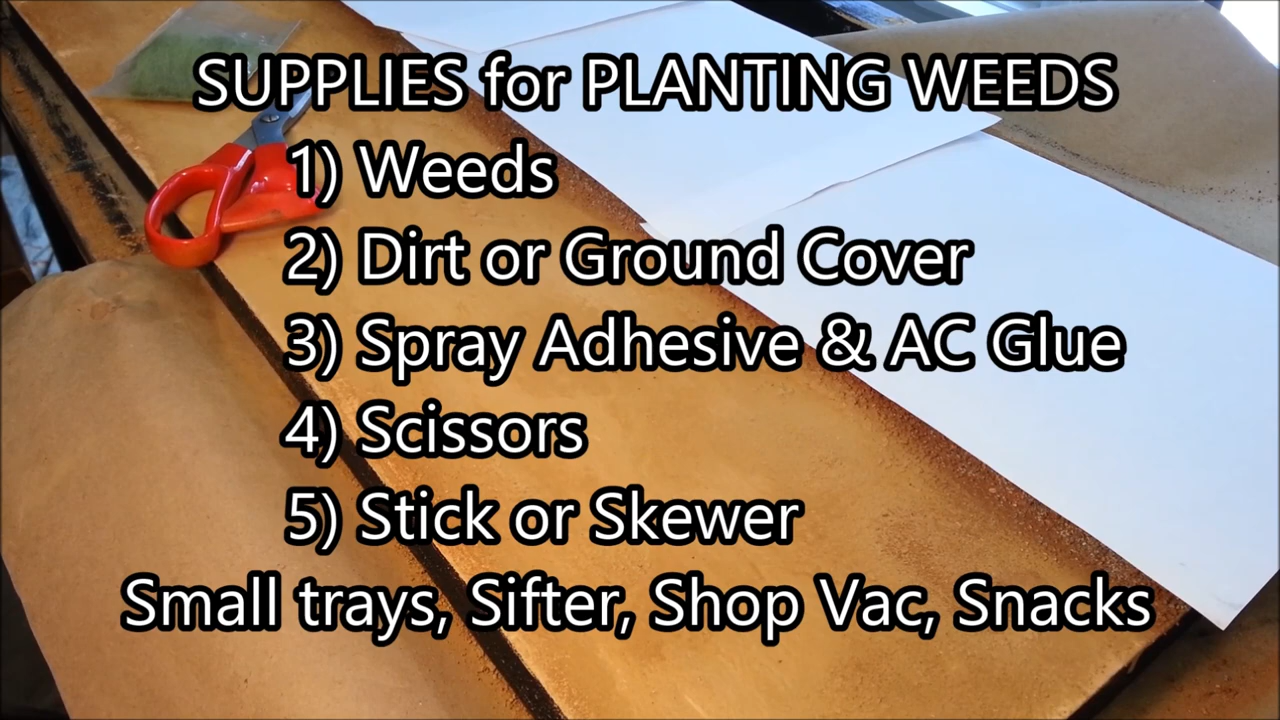 SUPPLIES for PLANTING WEEDS
1) Weeds
2) Dirt or Ground Cover
3) Spray Adhesive & AC Glue
4) Scissors
5) Stick or Skewer
Small trays, Sifter, Shop Vac, Snacks